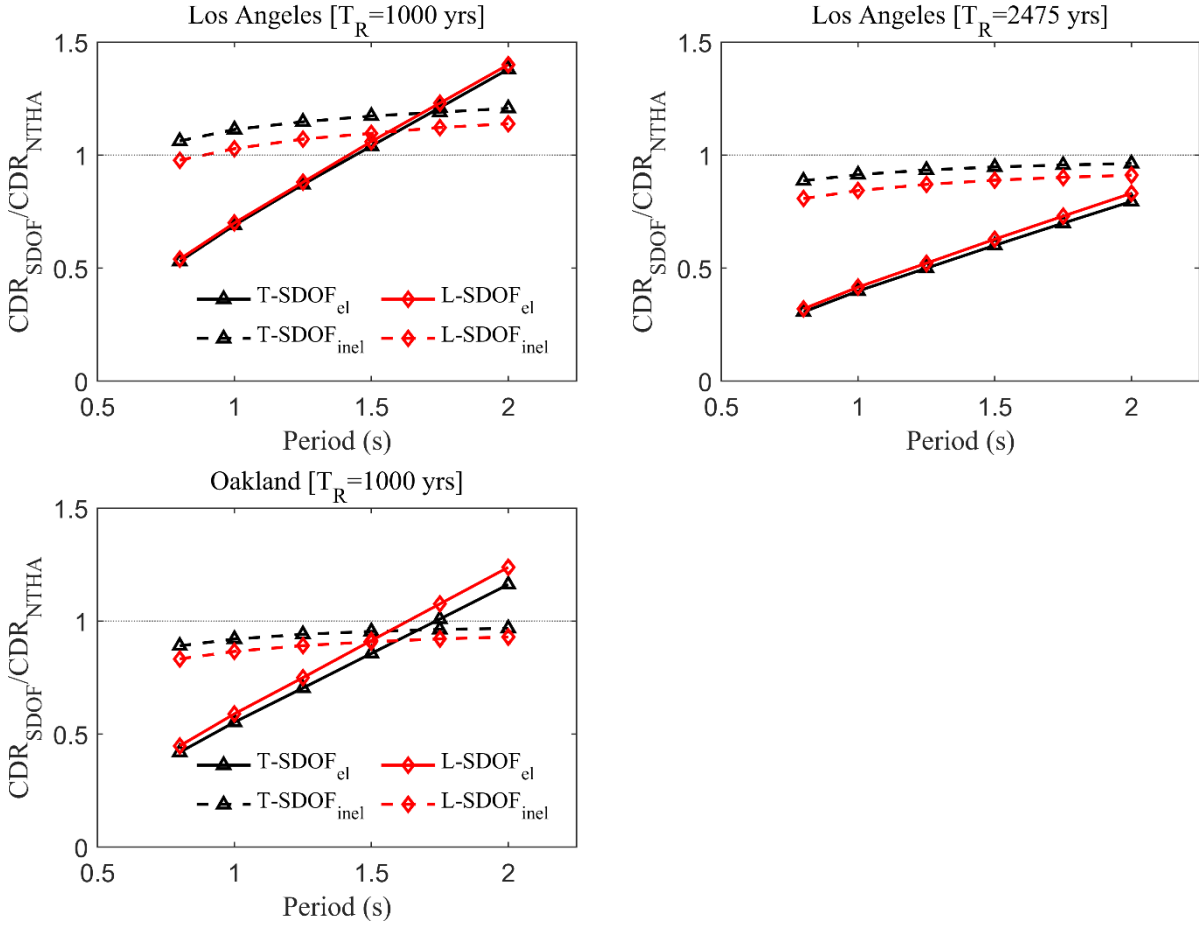 Los Angeles [T_R=1000 yrs]
1.5
1
0.5
0
CDR_SDOF/CDR_NTHA
T-SDOF_el
L-SDOF_el
T-SDOF_inel
L-SDOF_inel
0.5 1 1.5 2
Period (s)
Los Angeles [T_R=2475 yrs]
1.5
1
0.5
0
CDR_SDOF/CDR_NTHA
0.5 1 1.5 2
Period (s)
Oakland [T_R=1000 yrs]
1.5
1
0.5
0
CDR_SDOF/CDR_NTHA
T-SDOF_el
L-SDOF_el
T-SDOF_inel
L-SDOF_inel
0.5 1 1.5 2
Period (s)